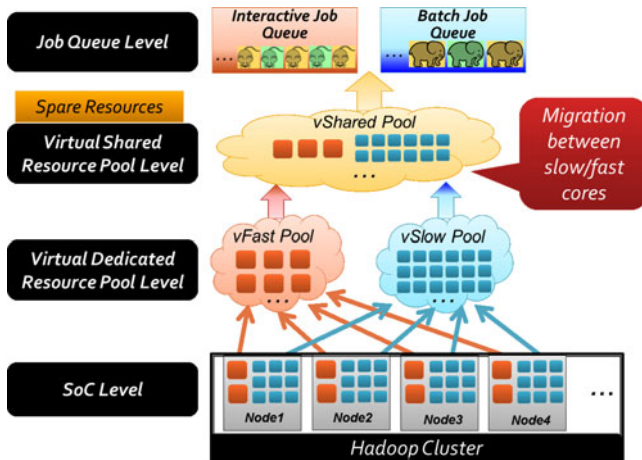 Job Queue Level
Interactive Job
Queue
...
Batch Job
Queue
...
Spare Resources
Virtual Shared
Resource Pool Level
vShared Pool
...
Migration
between
slow/fast
cores
Virtual Dedicated
Resource Pool Level
vFast Pool
...
vSlow Pool
...
SoC Level
Node1
Node2
Node3
Node4
...
Hadoop Cluster